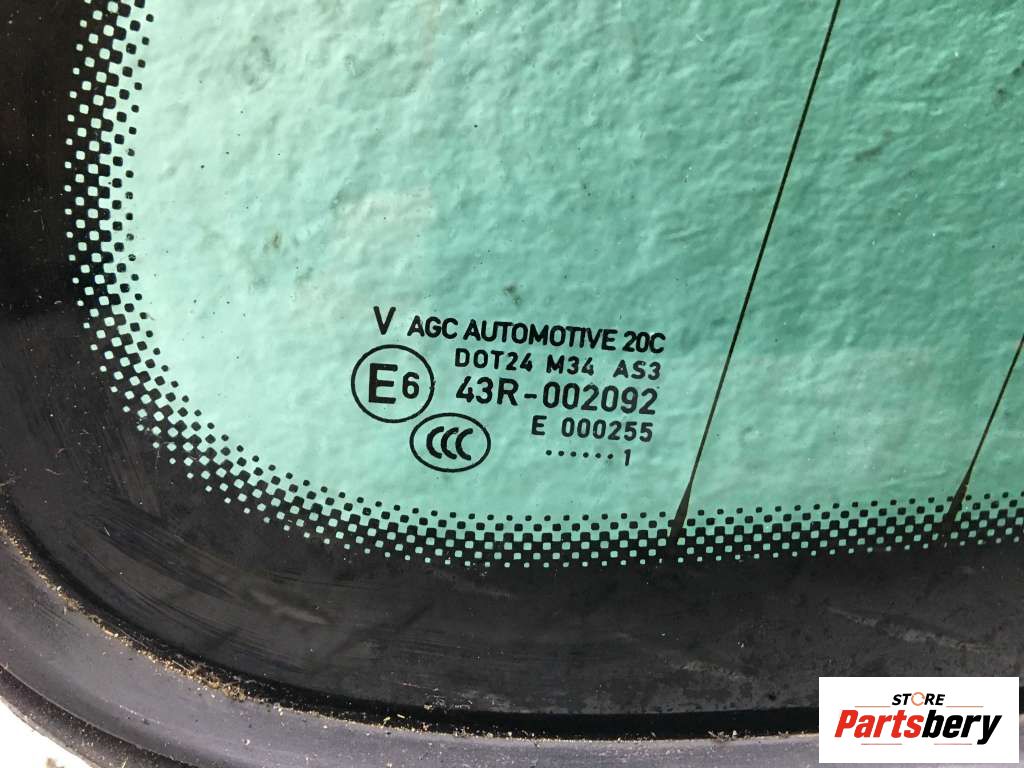 V AGC AUTOMOTIVE 20C
DOT24 M34 AS3
E6 43R-002092
E 000255
CCC
······1
STORE
Partsbery